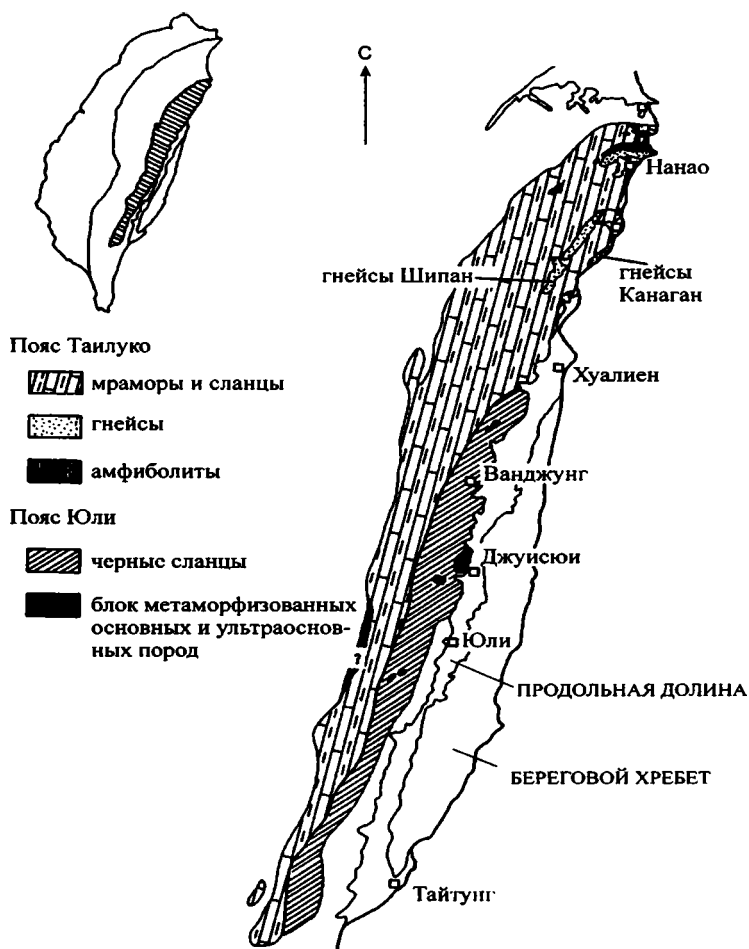 С
Нанао
гнейсы Шипан
гнейсы
Канаган
Пояс Таилуко
мраморы и сланцы
гнейсы
амфиболиты
Хуалиен
Пояс Юли
черные сланцы
блок метаморфизованных
основных и ультраоснов-
ных пород
Ванджунг
Джуисюи
Юли
?
ПРОДОЛЬНАЯ ДОЛИНА
БЕРЕГОВОЙ ХРЕБЕТ
Тайтунг